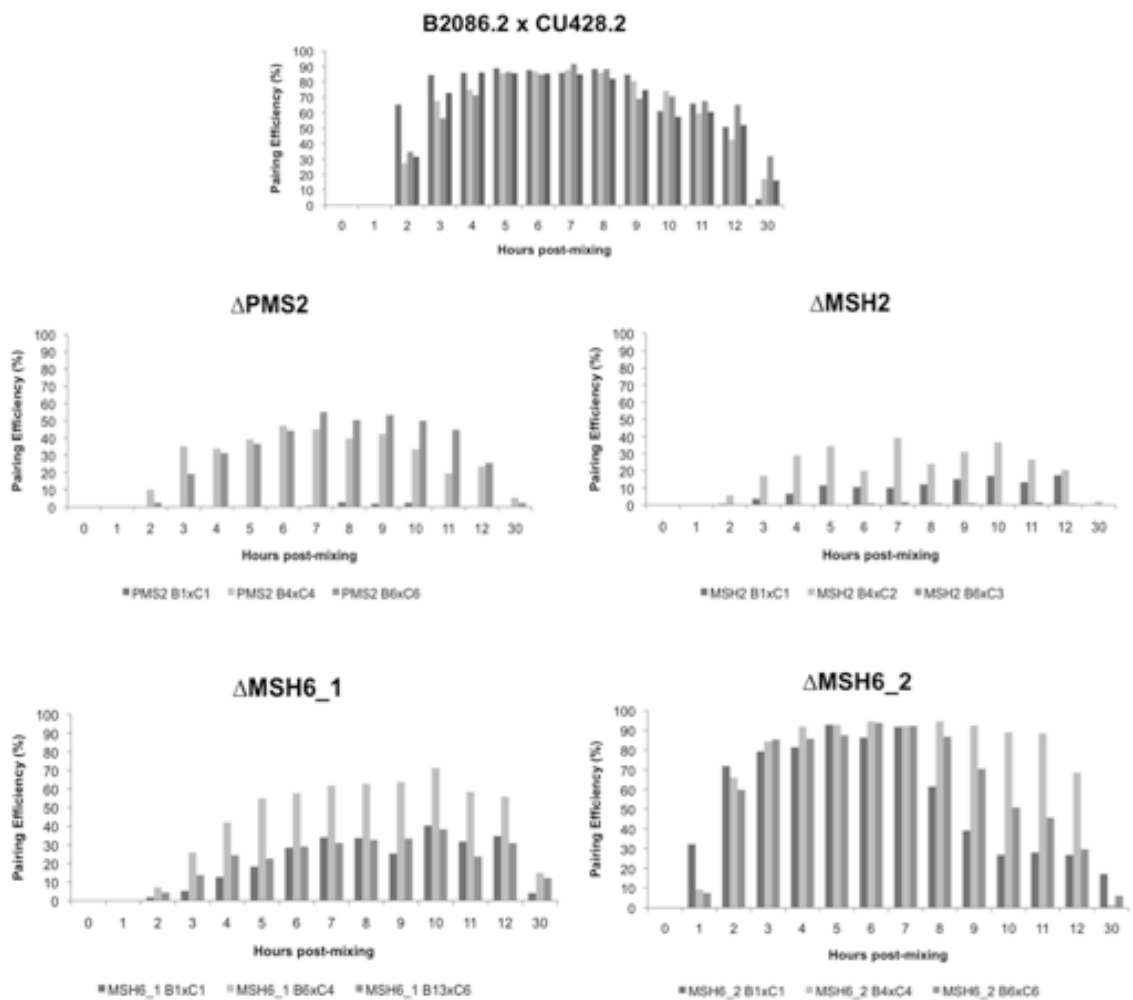 B2086.2 x CU428.2
Pairing Efficiency (%)
100
90
80
70
60
50
40
30
20
10
0
0 1 2 3 4 5 6 7 8 9 10 11 12 30
Hours post-mixing
ΔPMS2
Pairing Efficiency (%)
100
90
80
70
60
50
40
30
20
10
0
0 1 2 3 4 5 6 7 8 9 10 11 12 30
Hours post-mixing
PMS2 B1xC1 PMS2 B4xC4 PMS2 B6xC6
ΔMSH2
Pairing Efficiency (%)
100
90
80
70
60
50
40
30
20
10
0
0 1 2 3 4 5 6 7 8 9 10 11 12 30
Hours post-mixing
MSH2 B1xC1 MSH2 B4xC2 MSH2 B6xC3
ΔMSH6_1
Pairing Efficiency (%)
100
90
80
70
60
50
40
30
20
10
0
0 1 2 3 4 5 6 7 8 9 10 11 12 30
Hours post-mixing
MSH6_1 B1xC1 MSH6_1 B6xC4 MSH6_1 B13xC6
ΔMSH6_2
Pairing Efficiency (%)
100
90
80
70
60
50
40
30
20
10
0
0 1 2 3 4 5 6 7 8 9 10 11 12 30
Hours post-mixing
MSH6_2 B1xC1 MSH6_2 B4xC4 MSH6_2 B6xC6